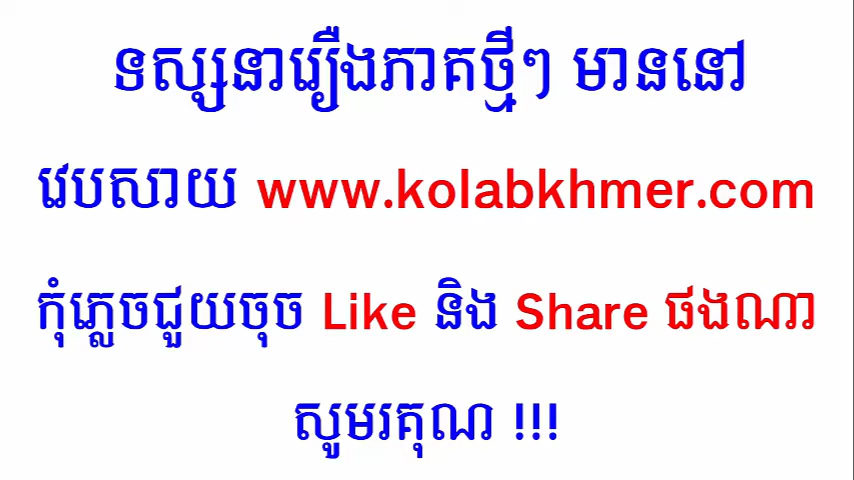 ទស្សនារឿងភាគថ្មីៗ មាននៅ
វេបសាយ www.kolabkhmer.com
កុំភ្លេចជួយចុច Like និង Share ផងណា
សូមរគុណ !!!